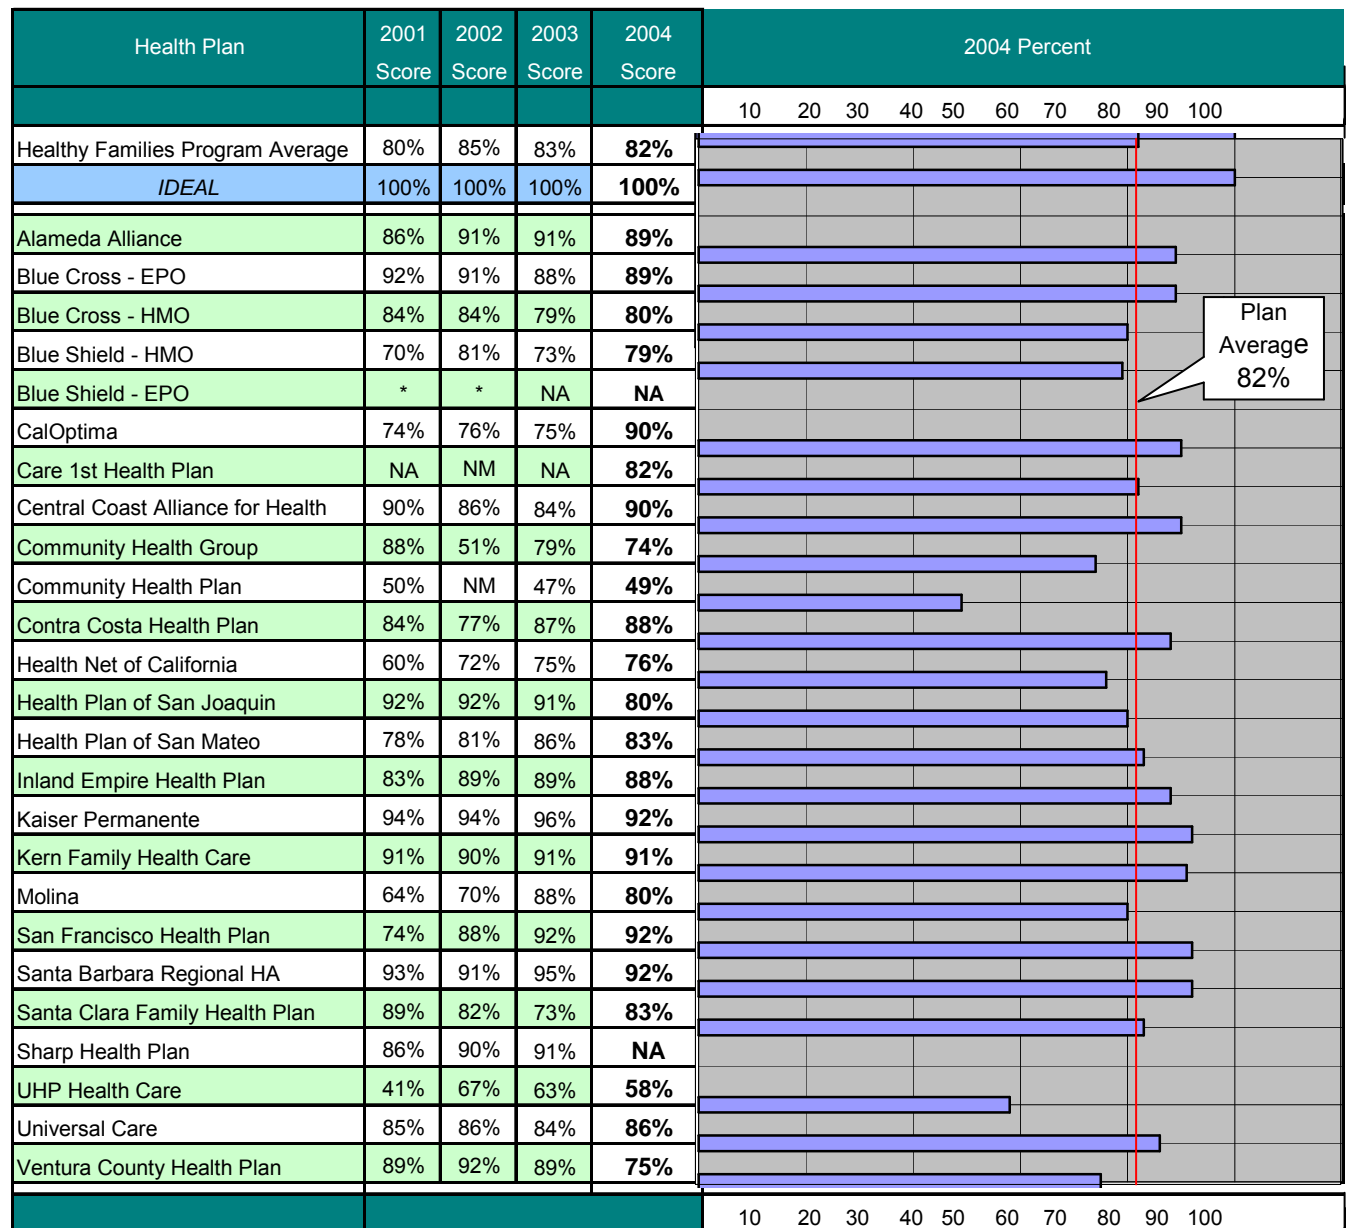 Health Plan 2001 Score 2002 Score 2003 Score 2004 Score 2004 Percent
10 20 30 40 50 60 70 80 90 100
Healthy Families Program Average 80% 85% 83% 82%
IDEAL 100% 100% 100% 100%
Alameda Alliance 86% 91% 91% 89%
Blue Cross - EPO 92% 91% 88% 89%
Blue Cross - HMO 84% 84% 79% 80%
Blue Shield - HMO 70% 81% 73% 79%
Blue Shield - EPO * * NA NA
CalOptima 74% 76% 75% 90%
Care 1st Health Plan NA NM NA 82%
Central Coast Alliance for Health 90% 86% 84% 90%
Community Health Group 88% 51% 79% 74%
Community Health Plan 50% NM 47% 49%
Contra Costa Health Plan 84% 77% 87% 88%
Health Net of California 60% 72% 75% 76%
Health Plan of San Joaquin 92% 92% 91% 80%
Health Plan of San Mateo 78% 81% 86% 83%
Inland Empire Health Plan 83% 89% 89% 88%
Kaiser Permanente 94% 94% 96% 92%
Kern Family Health Care 91% 90% 91% 91%
Molina 64% 70% 88% 80%
San Francisco Health Plan 74% 88% 92% 92%
Santa Barbara Regional HA 93% 91% 95% 92%
Santa Clara Family Health Plan 89% 82% 73% 83%
Sharp Health Plan 86% 90% 91% NA
UHP Health Care 41% 67% 63% 58%
Universal Care 85% 86% 84% 86%
Ventura County Health Plan 89% 92% 89% 75%
Plan
Average
82%
10 20 30 40 50 60 70 80 90 100